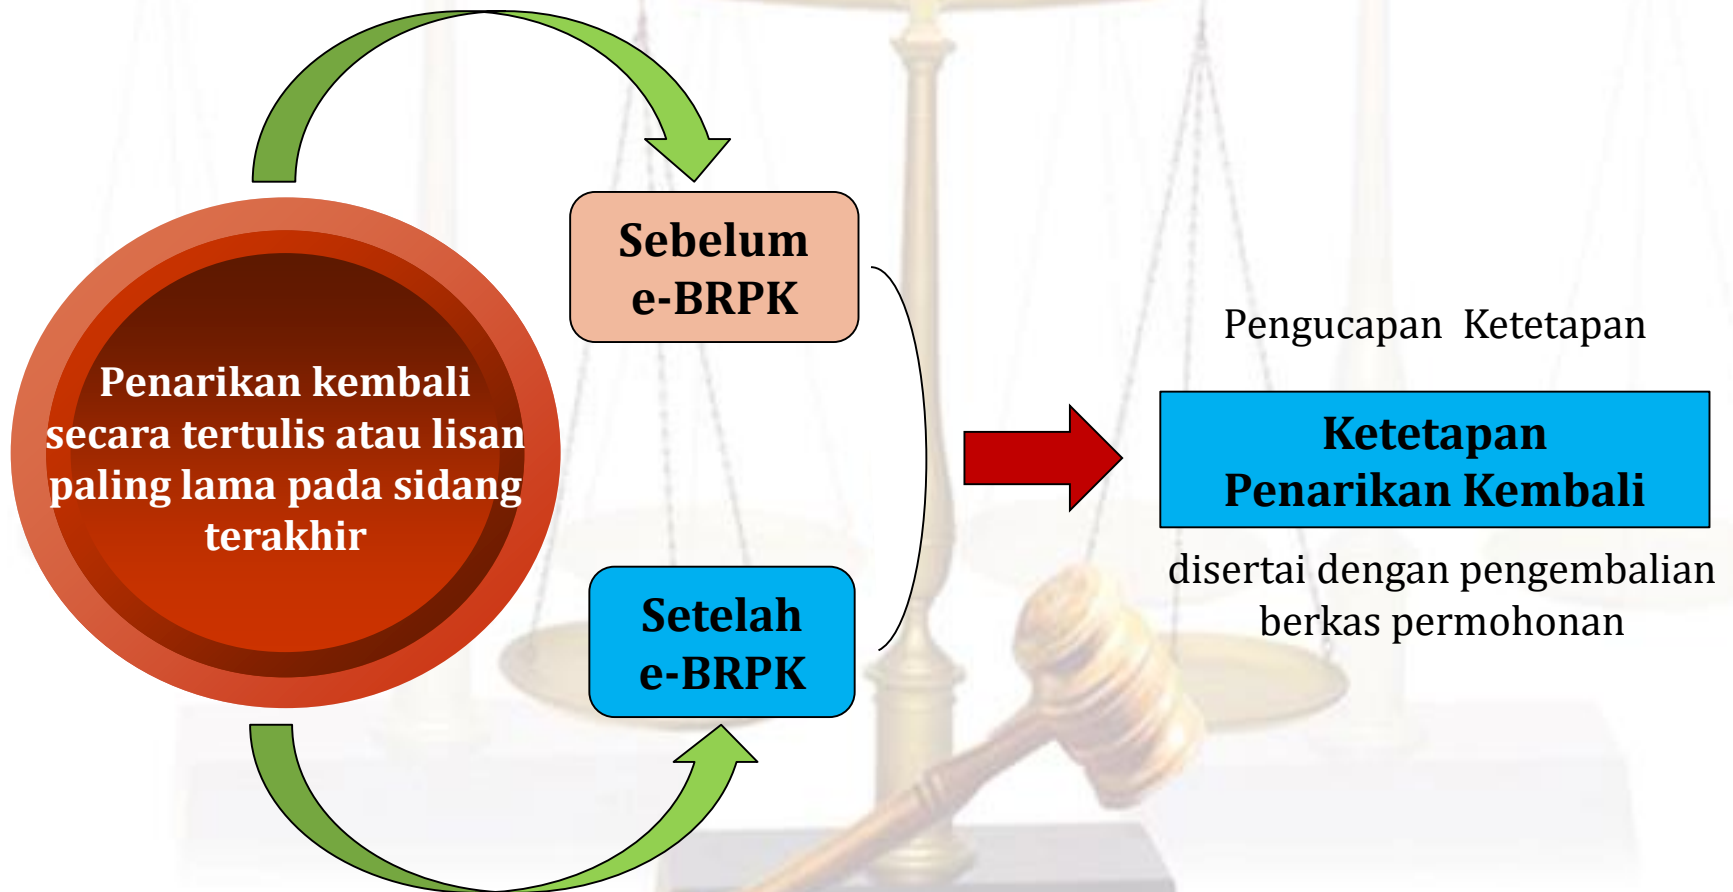 Penarikan kembali
secara tertulis atau lisan
paling lama pada sidang
terakhir
Sebelum
e-BRPK
Setelah
e-BRPK
Pengucapan Ketetapan
Ketetapan
Penarikan Kembali
disertai dengan pengembalian
berkas permohonan